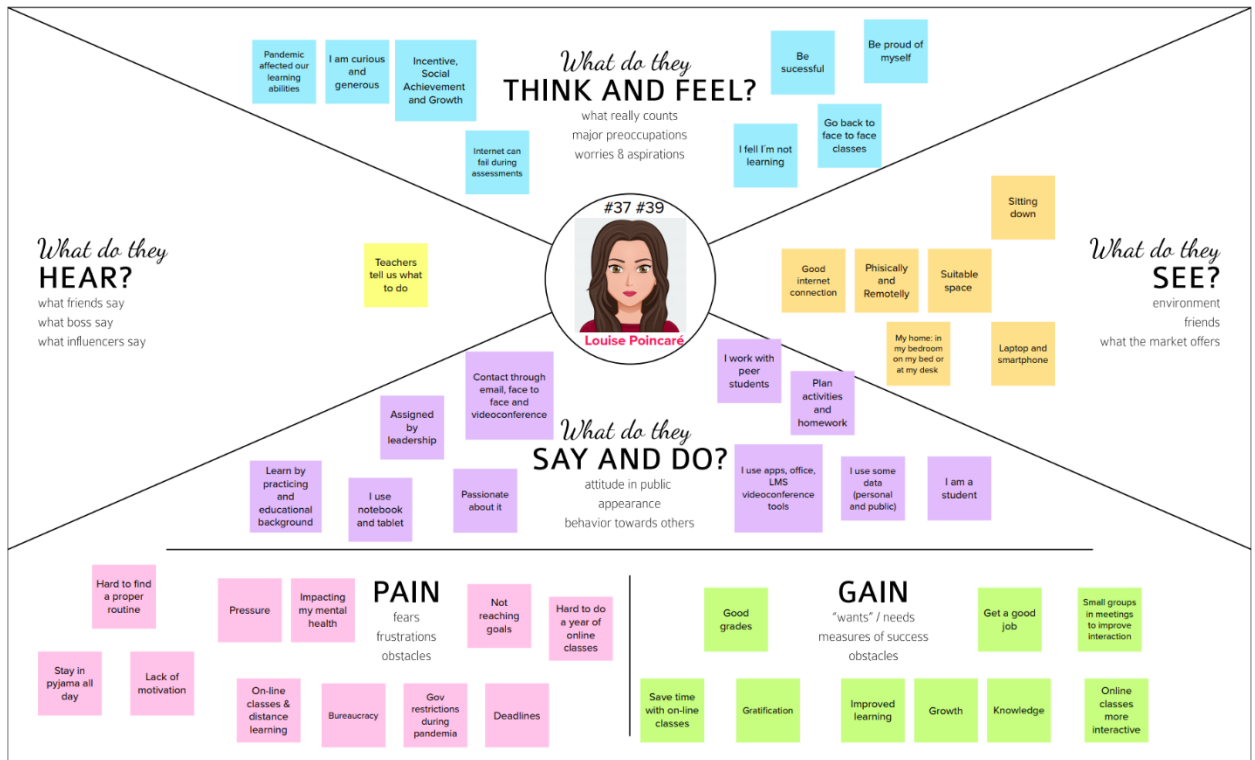 What do they
THINK AND FEEL?
what really counts
major preocupations
worries & aspirations
Pandemic
affected our
learning
abilities
I am curious
and
generous
Incentive,
Social
Achievement
and Growth
Internet can
fail during
assessments
Be
sucessful
Be proud of
myself
I fell I'm not
learning
Go back to
face to face
classes
What do they
HEAR?
what friends say
what boss say
what influencers say
Teachers
tell us what
to do
#37 #39
Louise Poincaré
What do they
SEE?
environment
friends
what the market offers
Sitting
down
Good
internet
connection
Phisically
and
Remotelly
Suitable
space
My home: in
my bedroom
on my bed or
at my desk
Laptop and
smartphone
What do they
SAY AND DO?
attitude in public
appearance
behavior towards others
Contact through
email, face to
face and
videoconference
Assigned
by
leadership
Learn by
practicing
and
educational
background
I use
notebook
and tablet
Passionate
about it
I work with
peer
students
Plan
activities
and
homework
I use apps, office,
LMS
videoconference
tools
I use some
data
(personal
and public)
I am a
student
PAIN
fears
frustrations
obstacles
Hard to find
a proper
routine
Pressure
Impacting
my mental
health
Not
reaching
goals
Hard to do
a year of
online
classes
Stay in
pyjama all
day
Lack of
motivation
On-line
classes &
distance
learning
Bureaucracy
Gov
restrictions
during
pandemia
Deadlines
GAIN
"wants" / needs
measures of success
obstacles
Good
grades
Get a good
job
Small groups
in meetings
to improve
interaction
Save time
with on-line
classes
Gratification
Improved
learning
Growth
Knowledge
Online
classes
more
interactive